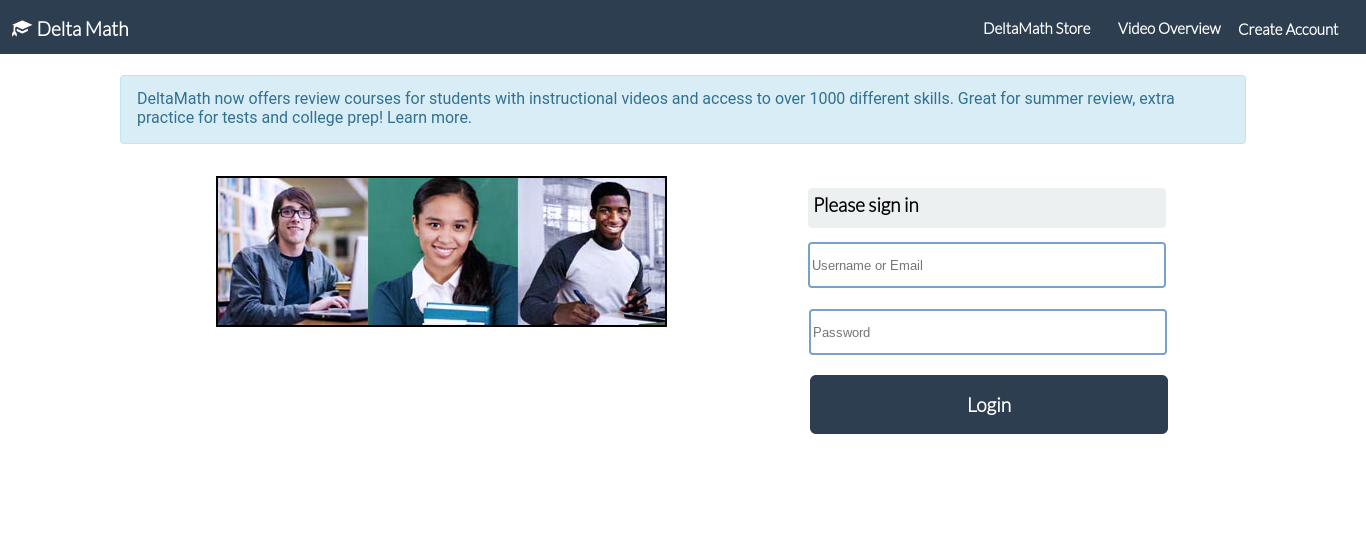 Delta Math
DeltaMath Store
Video Overview
Create Account
DeltaMath now offers review courses for students with instructional videos and access to over 1000 different skills. Great for summer review, extra
practice for tests and college prep! Learn more.
Please sign in
Username or Email
Password
Login